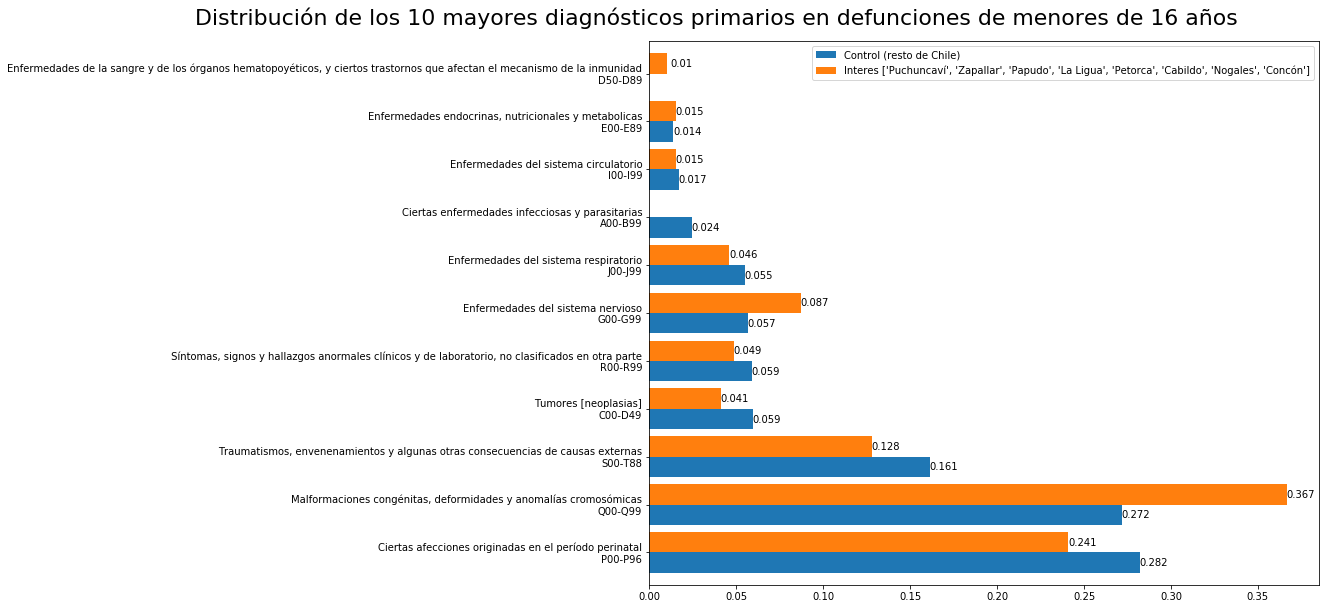 Distribución de los 10 mayores diagnósticos primarios en defunciones de menores de 16 años
Control (resto de Chile)
Interes ['Puchuncaví', 'Zapallar', 'Papudo', 'La Ligua', 'Petorca', 'Cabildo', 'Nogales', 'Concón']
Enfermedades de la sangre y de los órganos hematopoyéticos, y ciertos trastornos que afectan el mecanismo de la inmunidad
D50-D89
0.01
Enfermedades endocrinas, nutricionales y metabolicas
E00-E89
0.015
0.014
Enfermedades del sistema circulatorio
I00-I99
0.015
0.017
Ciertas enfermedades infecciosas y parasitarias
A00-B99
0.024
Enfermedades del sistema respiratorio
J00-J99
0.046
0.055
Enfermedades del sistema nervioso
G00-G99
0.087
0.057
Síntomas, signos y hallazgos anormales clínicos y de laboratorio, no clasificados en otra parte
R00-R99
0.049
0.059
Tumores [neoplasias]
C00-D49
0.041
0.059
Traumatismos, envenenamientos y algunas otras consecuencias de causas externas
S00-T88
0.128
0.161
Malformaciones congénitas, deformidades y anomalías cromosómicas
Q00-Q99
0.367
0.272
Ciertas afecciones originadas en el período perinatal
P00-P96
0.241
0.282
0.00 0.05 0.10 0.15 0.20 0.25 0.30 0.35